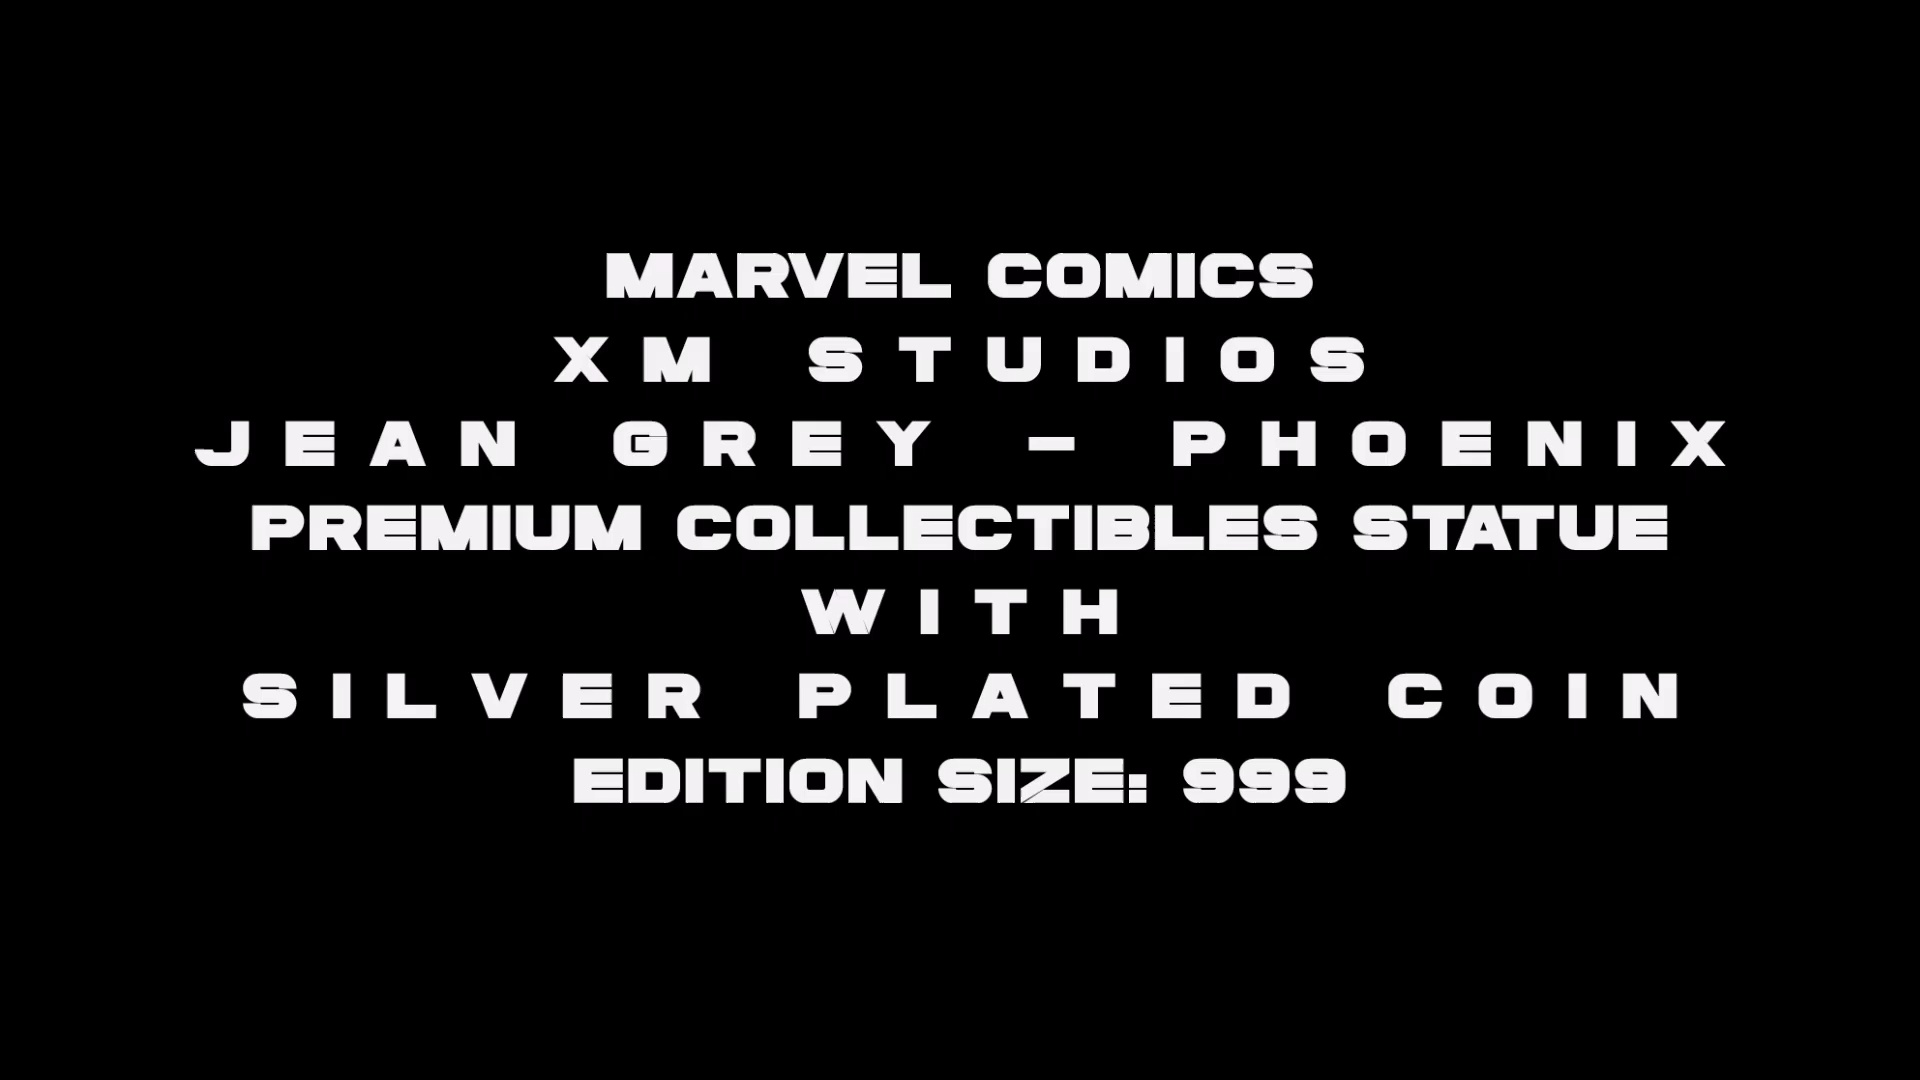 MARVEL COMICS
XM STUDIOS
JEAN GREY - PHOENIX
PREMIUM COLLECTIBLES STATUE
WITH
SILVER PLATED COIN
EDITION SIZE: 999